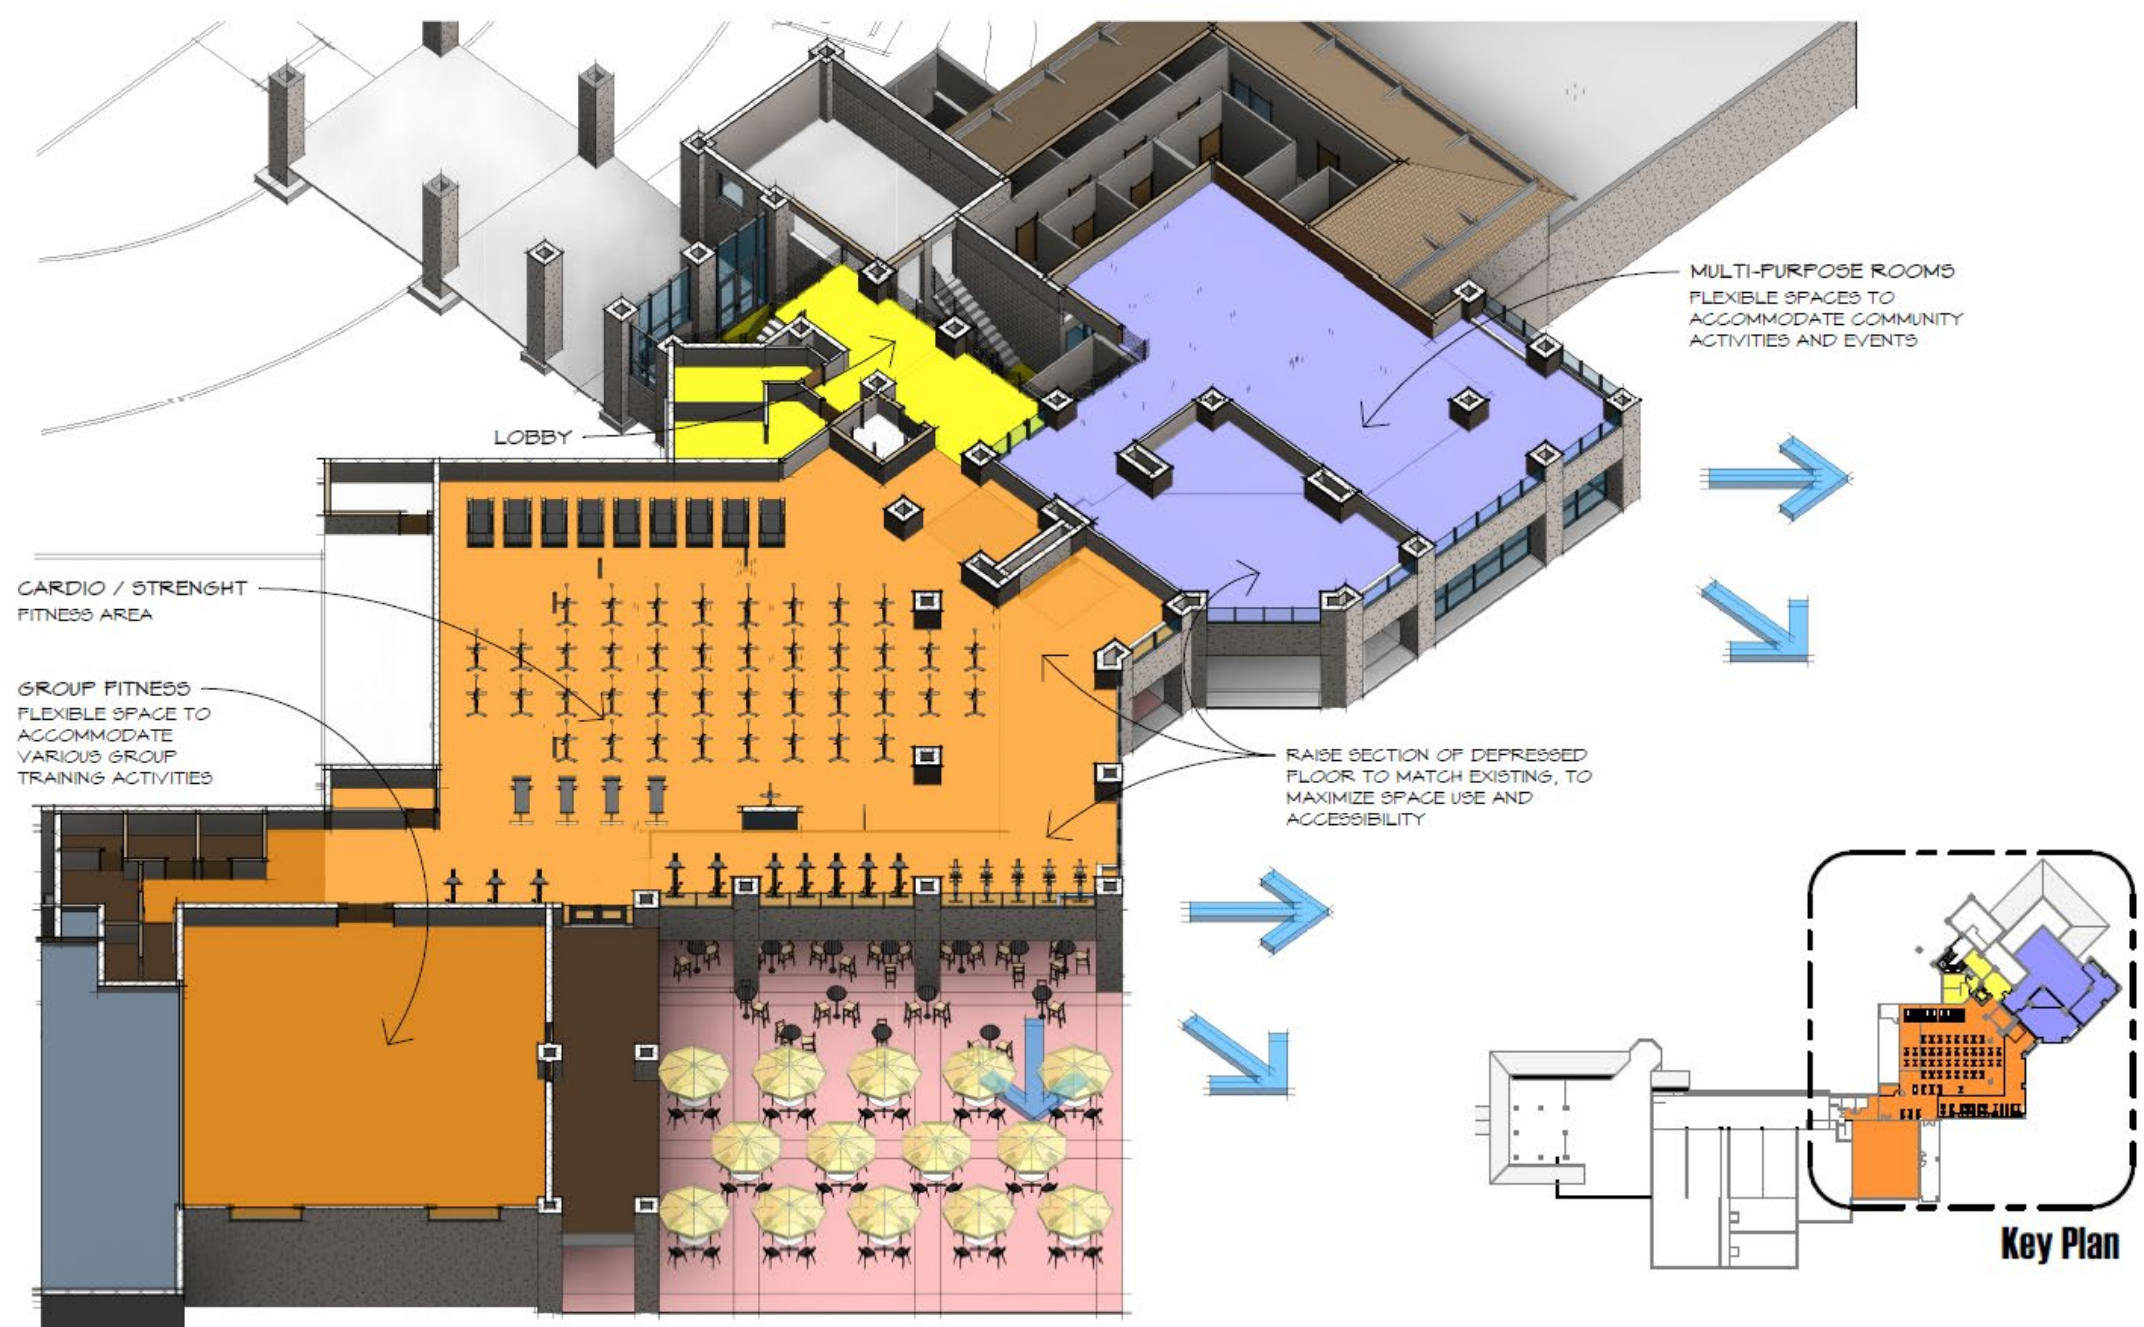 MULTI-PURPOSE ROOMS
FLEXIBLE SPACES TO
ACCOMMODATE COMMUNITY
ACTIVITIES AND EVENTS
LOBBY
CARDIO / STRENGHT
FITNESS AREA
GROUP FITNESS
FLEXIBLE SPACE TO
ACCOMMODATE
VARIOUS GROUP
TRAINING ACTIVITIES
RAISE SECTION OF DEPRESSED
FLOOR TO MATCH EXISTING, TO
MAXIMIZE SPACE USE AND
ACCESSIBILITY
Key Plan